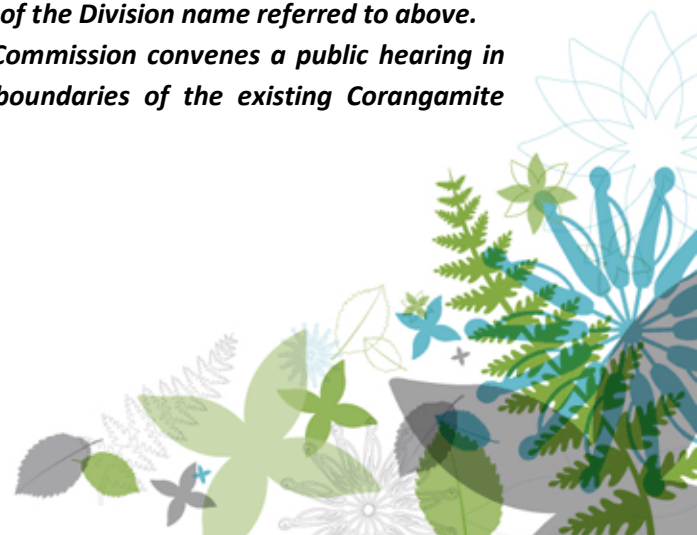 of the Division name referred to above.
Commission convenes a public hearing in
boundaries of the existing Corangamite